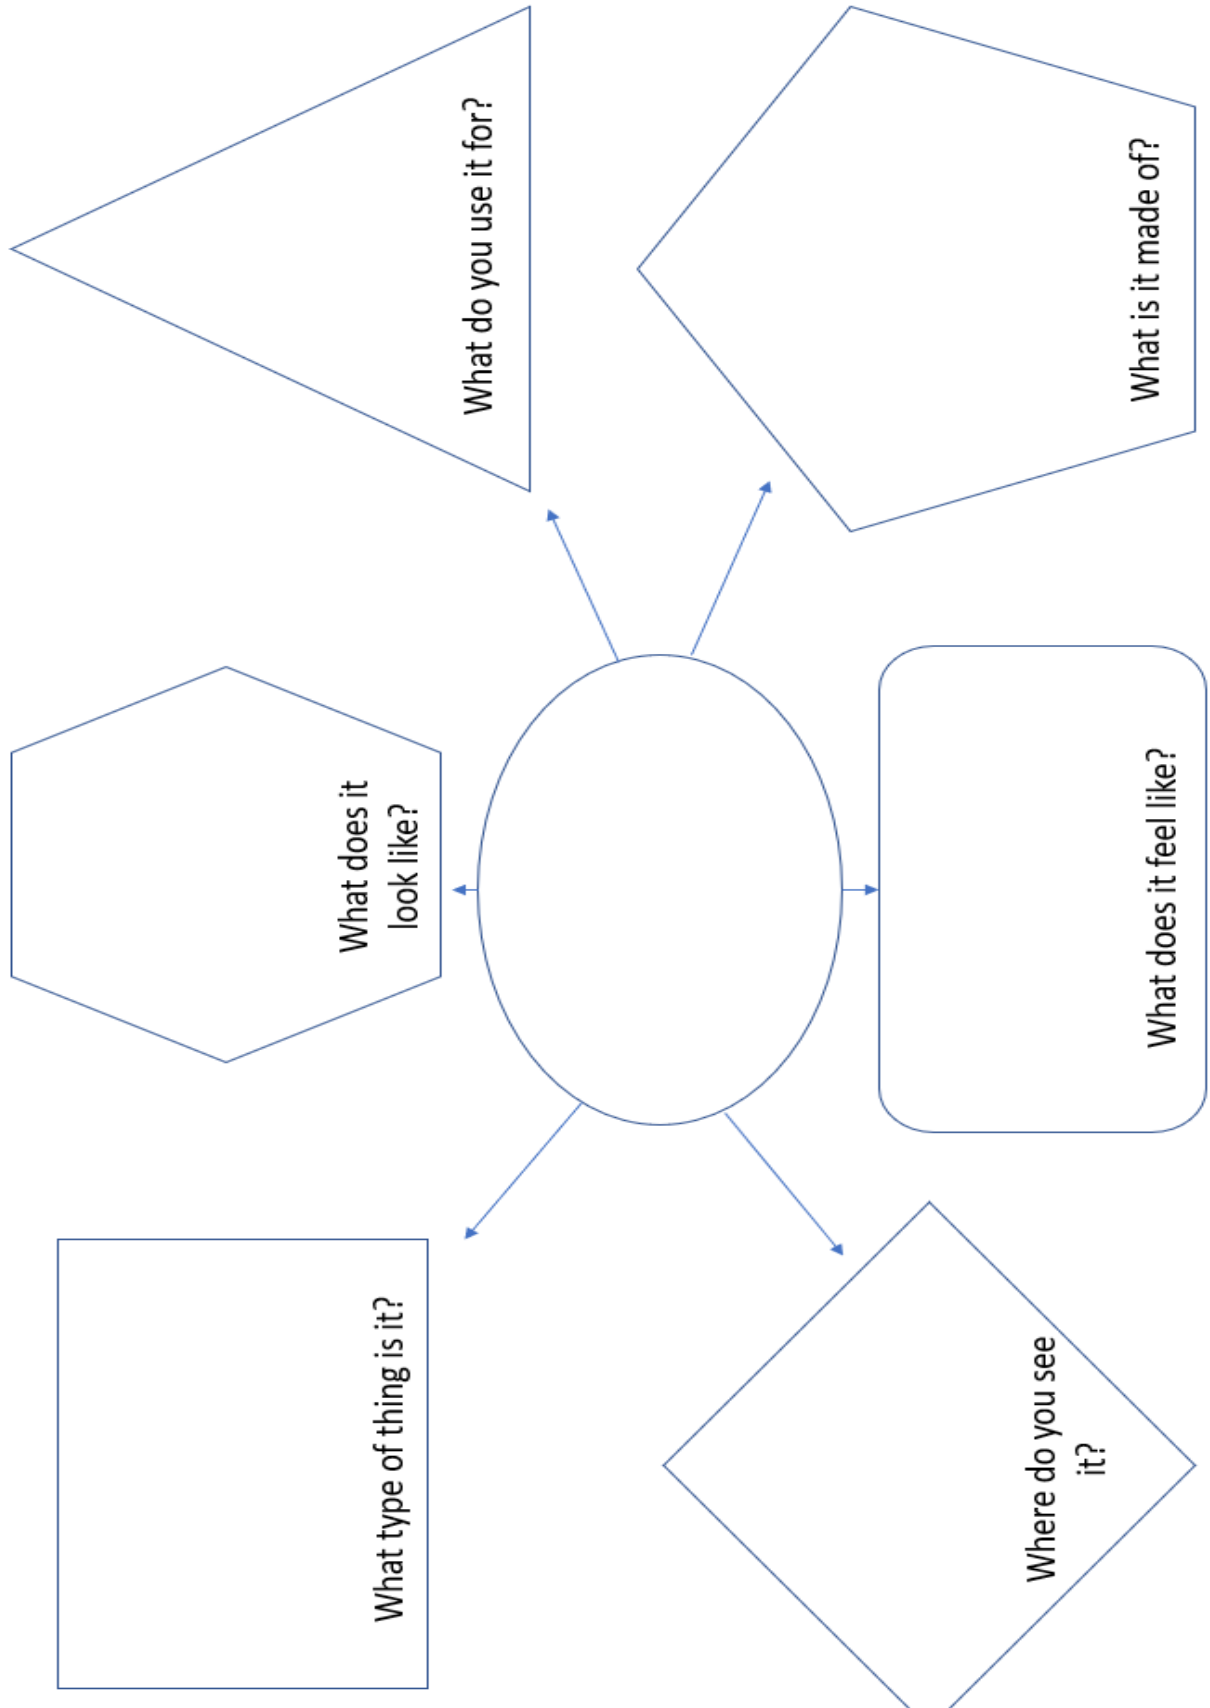 What type of thing is it?
What does it
look like?
What do you use it for?
Where do you see
it?
What does it feel like?
What is it made of?